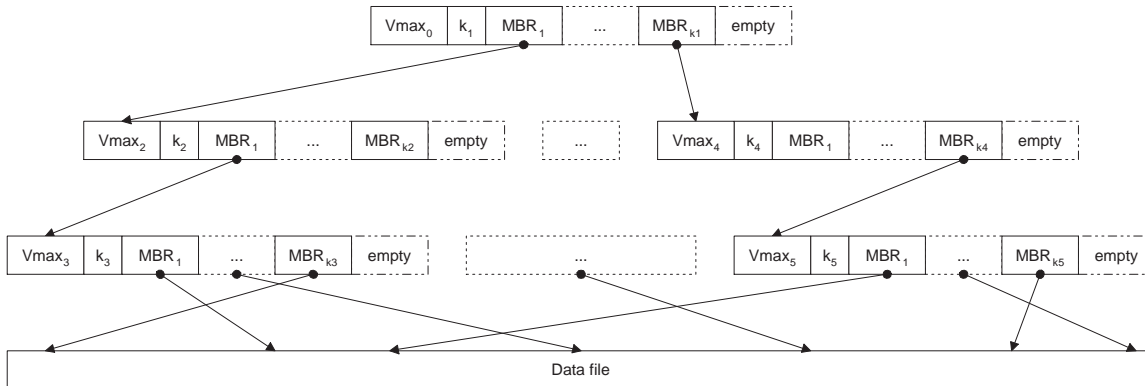 Vmax₀ k₁ MBR₁ ... MBRₖ₁ empty
Vmax₂ k₂ MBR₁ ... MBRₖ₂ empty ... Vmax₄ k₄ MBR₁ ... MBRₖ₄ empty
Vmax₃ k₃ MBR₁ ... MBRₖ₃ empty ... Vmax₅ k₅ MBR₁ ... MBRₖ₅ empty
Data file